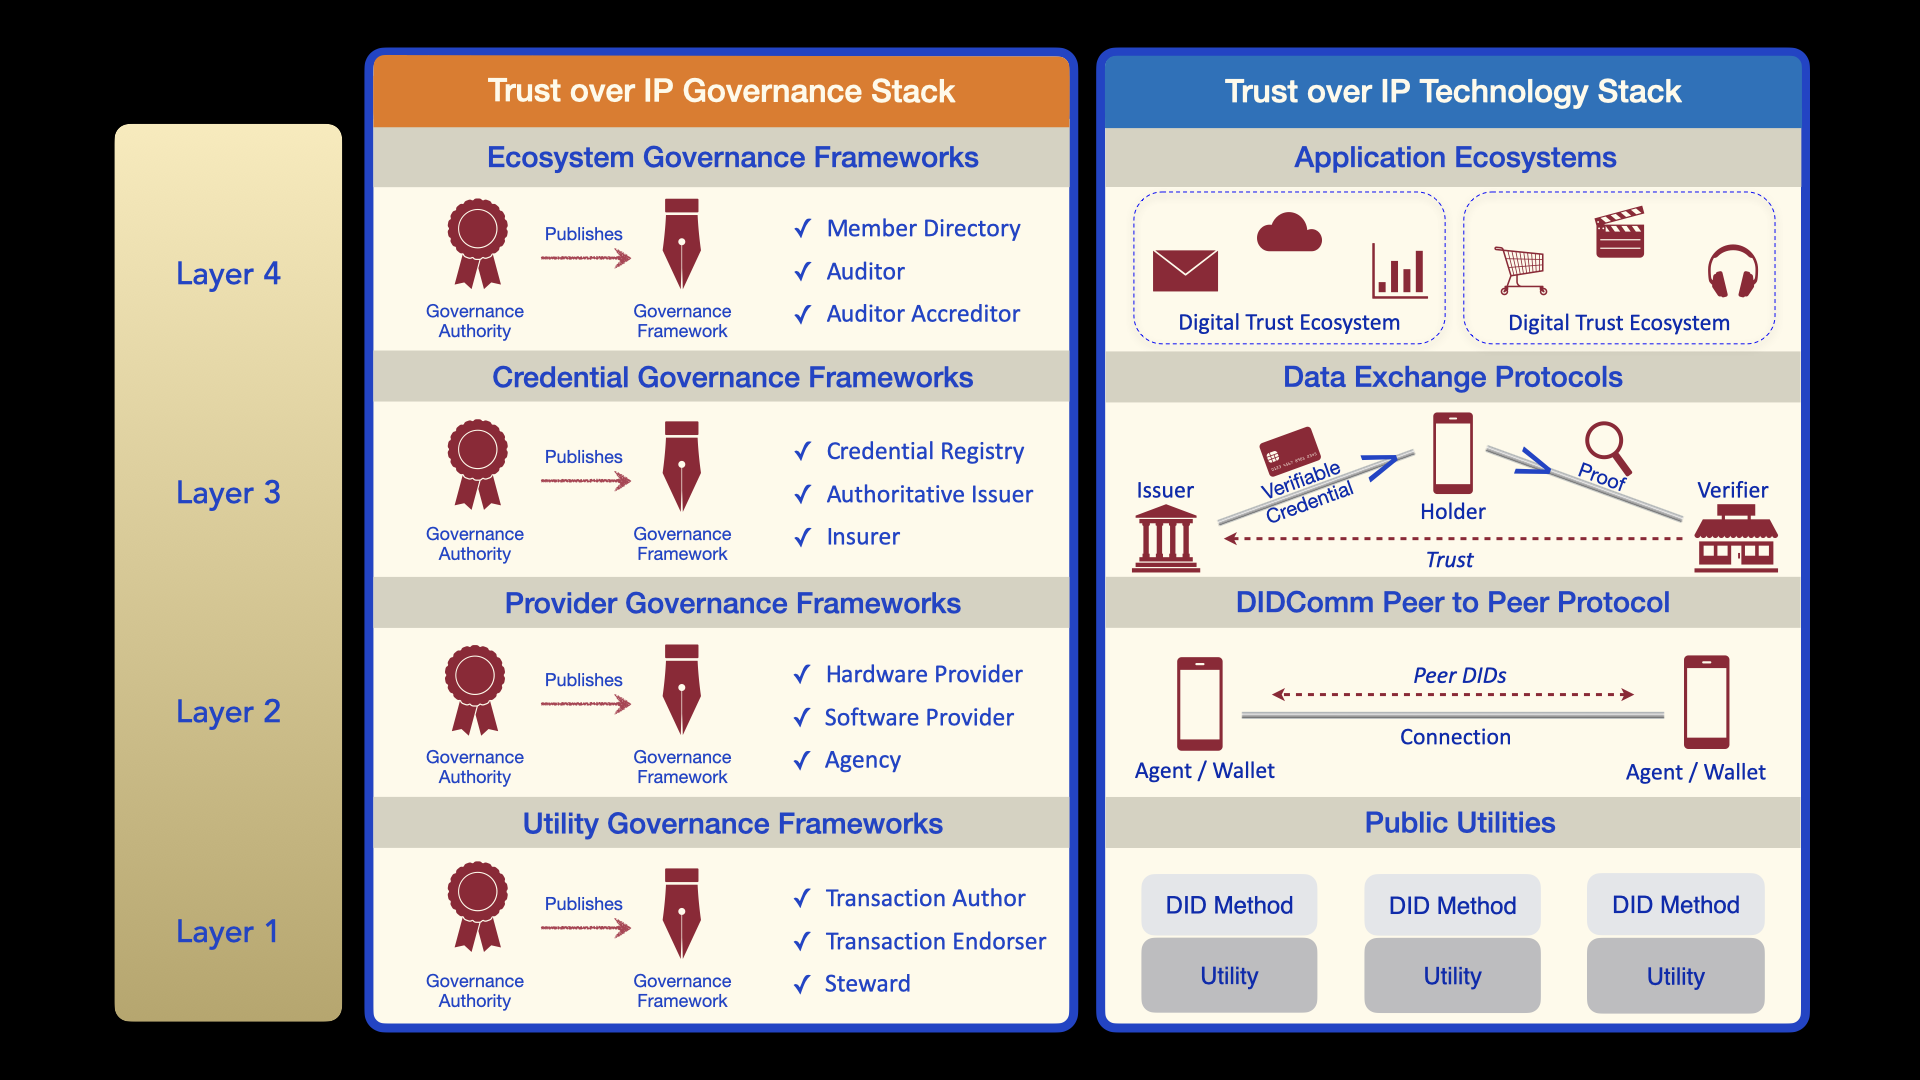 Trust over IP Governance Stack
Trust over IP Technology Stack
Layer 4
Ecosystem Governance Frameworks
Publishes
Governance
Authority
Governance
Framework
✓ Member Directory
✓ Auditor
✓ Auditor Accreditor
Application Ecosystems
Digital Trust Ecosystem
Digital Trust Ecosystem
Layer 3
Credential Governance Frameworks
Publishes
Governance
Authority
Governance
Framework
✓ Credential Registry
✓ Authoritative Issuer
✓ Insurer
Data Exchange Protocols
Issuer
Verifiable
Credential
Holder
Proof
Verifier
Trust
Layer 2
Provider Governance Frameworks
Publishes
Governance
Authority
Governance
Framework
✓ Hardware Provider
✓ Software Provider
✓ Agency
DIDComm Peer to Peer Protocol
Peer DIDs
Connection
Agent / Wallet
Agent / Wallet
Layer 1
Utility Governance Frameworks
Publishes
Governance
Authority
Governance
Framework
✓ Transaction Author
✓ Transaction Endorser
✓ Steward
Public Utilities
DID Method
DID Method
DID Method
Utility
Utility
Utility